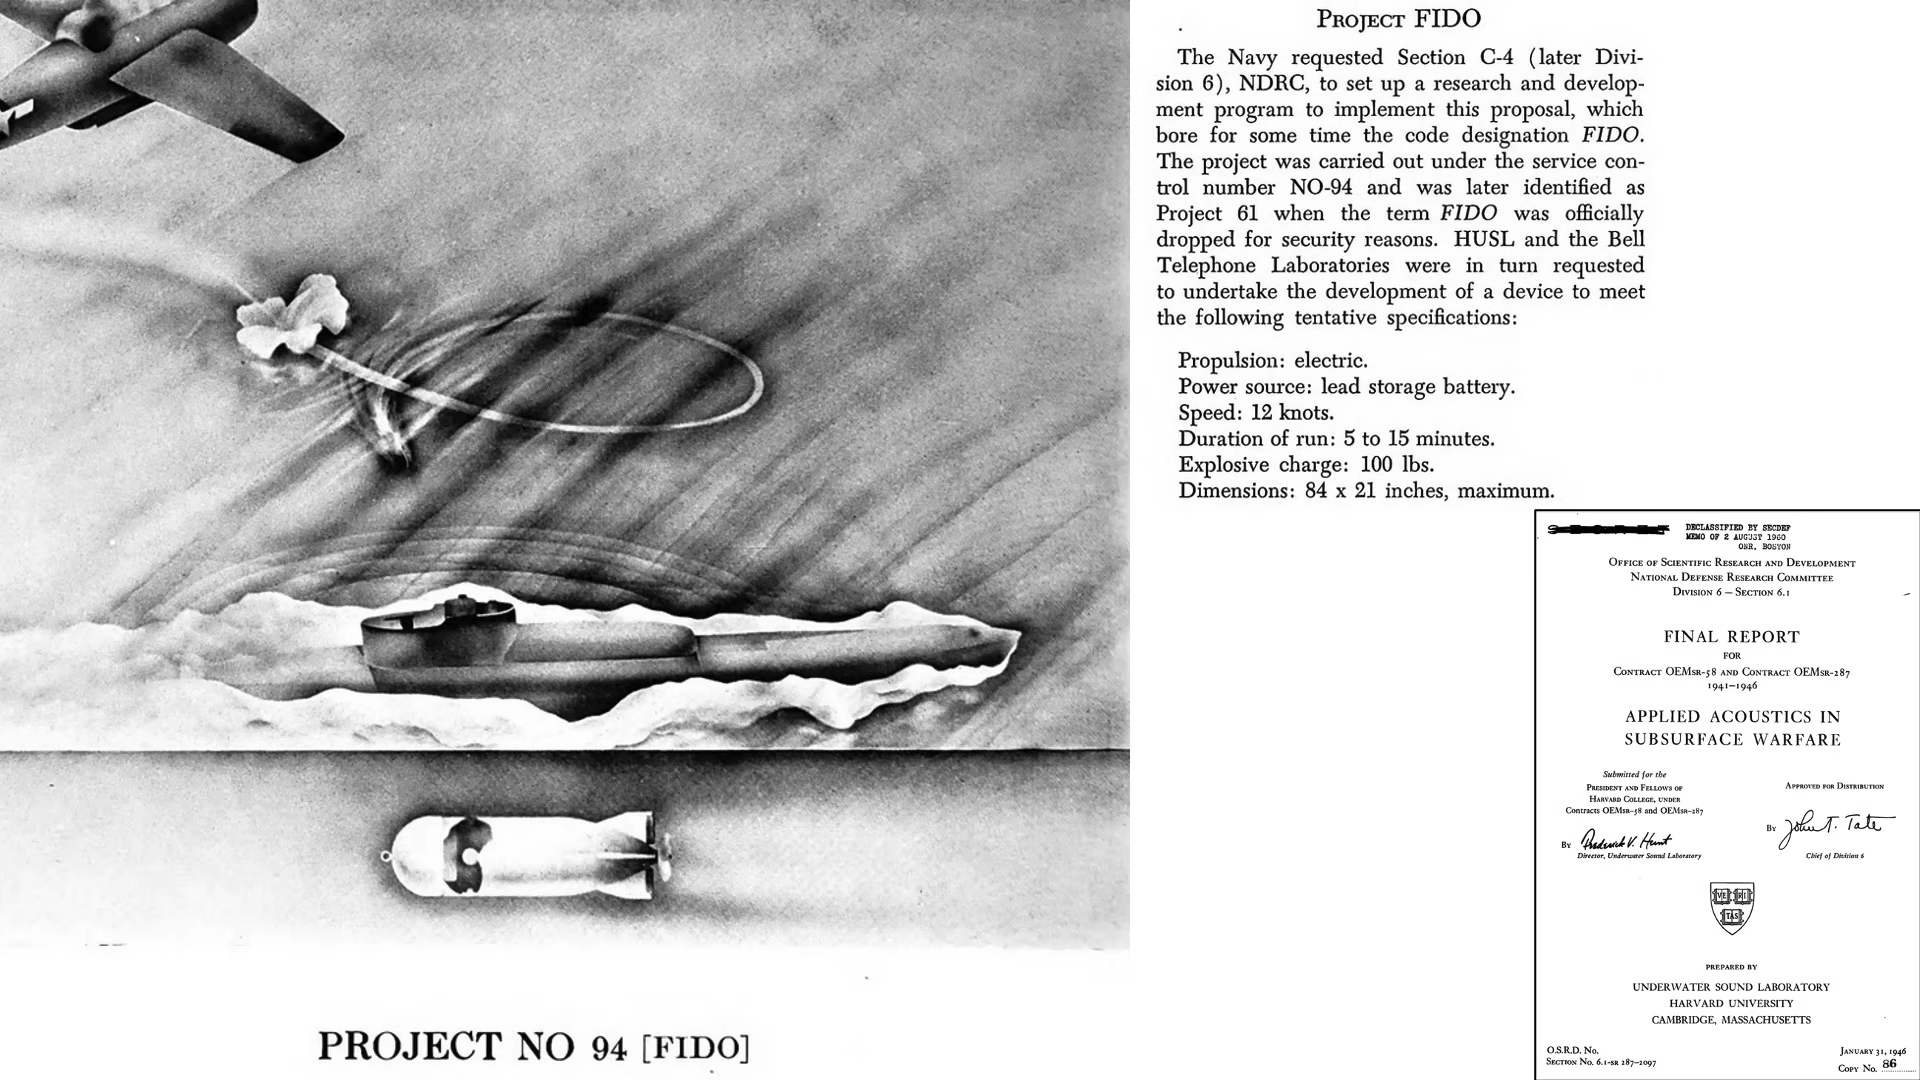 PROJECT FIDO
The Navy requested Section C-4 (later Divi-
sion 6), NDRC, to set up a research and develop-
ment program to implement this proposal, which
bore for some time the code designation FIDO.
The project was carried out under the service con-
trol number NO-94 and was later identified as
Project 61 when the term FIDO was officially
dropped for security reasons. HUSL and the Bell
Telephone Laboratories were in turn requested
to undertake the development of a device to meet
the following tentative specifications:
Propulsion: electric.
Power source: lead storage battery.
Speed: 12 knots.
Duration of run: 5 to 15 minutes.
Explosive charge: 100 lbs.
Dimensions: 84 x 21 inches, maximum.
PROJECT NO 94 [FIDO]
DECLASSIFIED BY SECDEF
MEMO OF 2 AUGUST 1960
ONR, BOSTON
OFFICE OF SCIENTIFIC RESEARCH AND DEVELOPMENT
NATIONAL DEFENSE RESEARCH COMMITTEE
DIVISION 6 – SECTION 6.1
FINAL REPORT
FOR
CONTRACT OEMSR-58 AND CONTRACT OEMSR-287
1941–1946
APPLIED ACOUSTICS IN
SUBSURFACE WARFARE
Submitted for the
PRESIDENT AND FELLOWS OF
HARVARD COLLEGE, UNDER
Contracts OEMSR-58 and OEMSR-287
By Frederick V. Hunt
Director, Underwater Sound Laboratory
APPROVED FOR DISTRIBUTION
By John T. Tate
Chief of Division 6
VE RI
TAS
PREPARED BY
UNDERWATER SOUND LABORATORY
HARVARD UNIVERSITY
CAMBRIDGE, MASSACHUSETTS
O.S.R.D. No.
SECTION No. 6.1-SR 287-2097
JANUARY 31, 1946
COPY No. 86